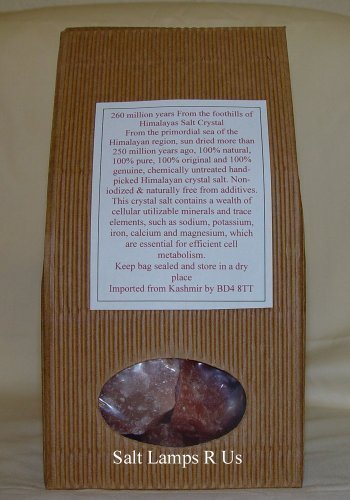 260 million years From the foothills of
Himalayas Salt Crystal
From the primordial sea of the
Himalayan region, sun dried more than
250 million years ago, 100% natural,
100% pure, 100% original and 100%
genuine, chemically untreated hand-
picked Himalayan crystal salt. Non-
iodized & naturally free from additives.
This crystal salt contains a wealth of
cellular utilizable minerals and trace
elements, such as sodium, potassium,
iron, calcium and magnesium, which
are essential for efficient cell
metabolism.
Keep bag sealed and store in a dry
place
Imported from Kashmir by BD4 8TT
Salt Lamps R Us